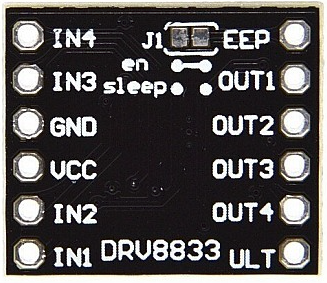 IN4 J1 EEP
en
IN3 sleep OUT1
GND OUT2
VCC OUT3
IN2 OUT4
IN1 DRV8833 ULT